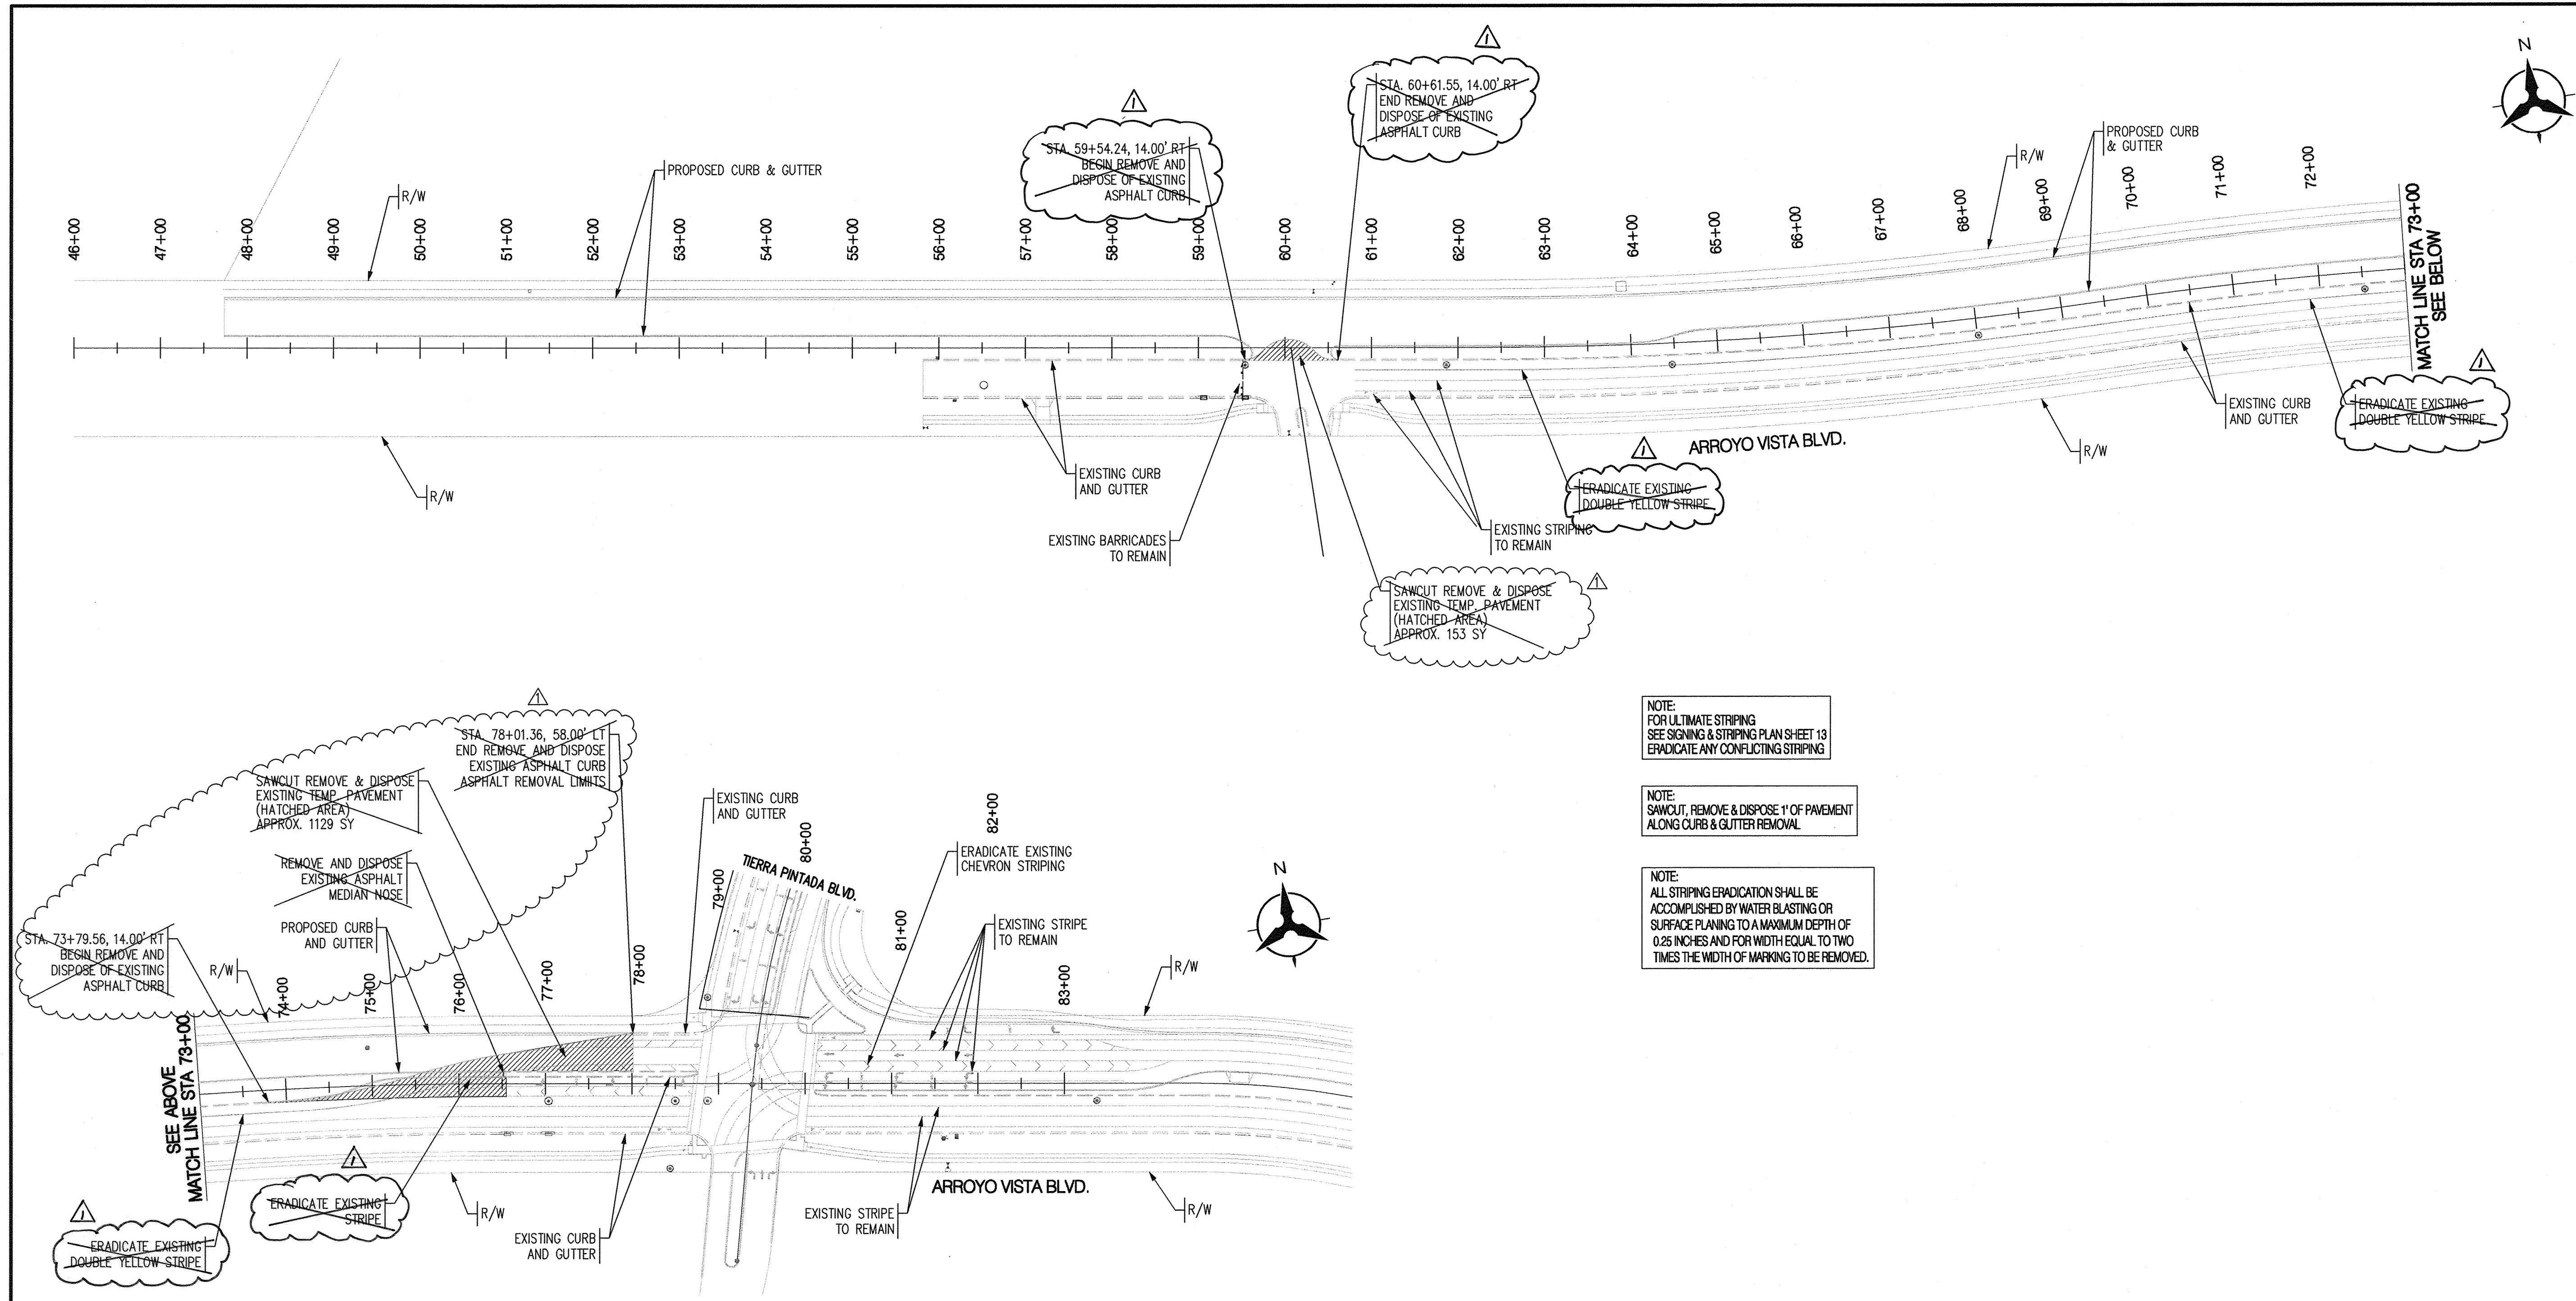 1
STA. 60+61.55, 14.00' RT
END REMOVE AND
DISPOSE OF EXISTING
ASPHALT CURB
N
1
STA. 59+54.24, 14.00' RT
BEGIN REMOVE AND
DISPOSE OF EXISTING
ASPHALT CURB
PROPOSED CURB & GUTTER
R/W
R/W
PROPOSED CURB
& GUTTER
46+00
47+00
48+00
49+00
50+00
51+00
52+00
53+00
54+00
55+00
56+00
57+00
58+00
59+00
60+00
61+00
62+00
63+00
64+00
65+00
66+00
67+00
68+00
69+00
70+00
71+00
72+00
MATCH LINE STA 73+00
SEE BELOW
EXISTING CURB
AND GUTTER
R/W
EXISTING BARRICADES
TO REMAIN
EXISTING STRIPING
TO REMAIN
1
ERADICATE EXISTING
DOUBLE YELLOW STRIPE
ARROYO VISTA BLVD.
R/W
EXISTING CURB
AND GUTTER
1
ERADICATE EXISTING
DOUBLE YELLOW STRIPE
1
SAWCUT REMOVE & DISPOSE
EXISTING TEMP. PAVEMENT
(HATCHED AREA)
APPROX. 153 SY
NOTE:
FOR ULTIMATE STRIPING
SEE SIGNING & STRIPING PLAN SHEET 13
ERADICATE ANY CONFLICTING STRIPING
NOTE:
SAWCUT, REMOVE & DISPOSE 1' OF PAVEMENT
ALONG CURB & GUTTER REMOVAL
NOTE:
ALL STRIPING ERADICATION SHALL BE
ACCOMPLISHED BY WATER BLASTING OR
SURFACE PLANING TO A MAXIMUM DEPTH OF
0.25 INCHES AND FOR WIDTH EQUAL TO TWO
TIMES THE WIDTH OF MARKING TO BE REMOVED.
1
STA. 78+01.36, 58.00' LT
END REMOVE AND DISPOSE
EXISTING ASPHALT CURB
ASPHALT REMOVAL LIMITS
SAWCUT REMOVE & DISPOSE
EXISTING TEMP. PAVEMENT
(HATCHED AREA)
APPROX. 1129 SY
REMOVE AND DISPOSE
EXISTING ASPHALT
MEDIAN NOSE
PROPOSED CURB
AND GUTTER
STA. 73+79.56, 14.00' RT
BEGIN REMOVE AND
DISPOSE OF EXISTING
ASPHALT CURB
R/W
EXISTING CURB
AND GUTTER
TIERRA PINTADA BLVD.
ERADICATE EXISTING
CHEVRON STRIPING
EXISTING STRIPE
TO REMAIN
R/W
N
74+00
75+00
76+00
77+00
78+00
79+00
80+00
81+00
82+00
83+00
SEE ABOVE
MATCH LINE STA 73+00
1
ERADICATE EXISTING
DOUBLE YELLOW STRIPE
1
ERADICATE EXISTING
STRIPE
R/W
EXISTING CURB
AND GUTTER
EXISTING STRIPE
TO REMAIN
ARROYO VISTA BLVD.
R/W